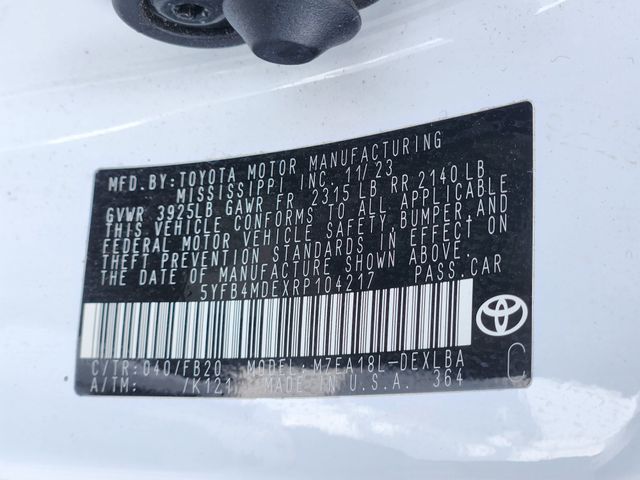 MFD.BY:TOYOTA MOTOR MANUFACTURING
MISSISSIPPI INC. 11/23
GVWR 3925LB GAWR FR 2315 LB RR 2140 LB
THIS VEHICLE CONFORMS TO ALL APPLICABLE
FEDERAL MOTOR VEHICLE SAFETY, BUMPER, AND
THEFT PREVENTION STANDARDS IN EFFECT ON
THE DATE OF MANUFACTURE SHOWN ABOVE.
5YFB4MDEXRP104217 PASS.CAR
C/TR:040/FB20 MODEL: M7EA18L-DEXLBA
A/TM: /K121 MADE IN U.S.A. 364 C